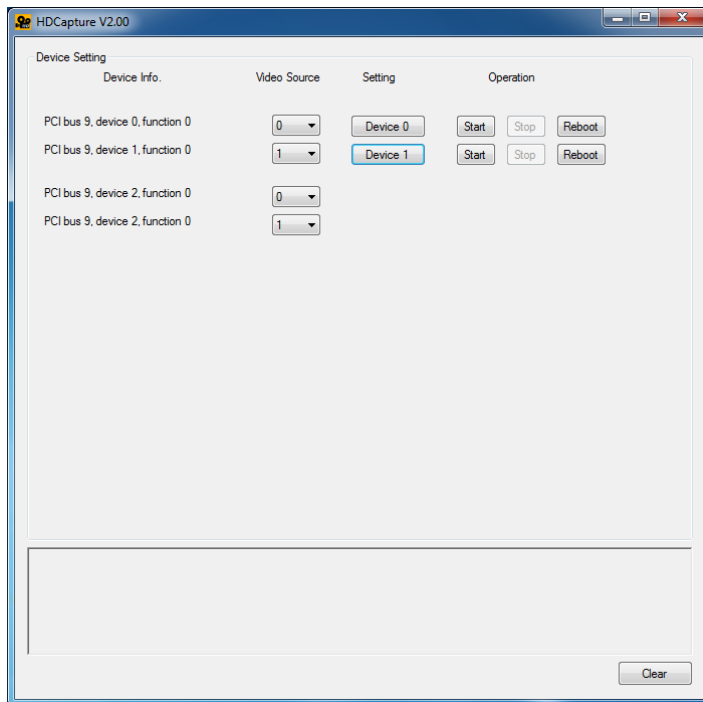 HDCapture V2.00
Device Setting
Device Info. Video Source Setting Operation
PCI bus 9, device 0, function 0 0 Device 0 Start Stop Reboot
PCI bus 9, device 1, function 0 1 Device 1 Start Stop Reboot
PCI bus 9, device 2, function 0 0
PCI bus 9, device 2, function 0 1
Clear